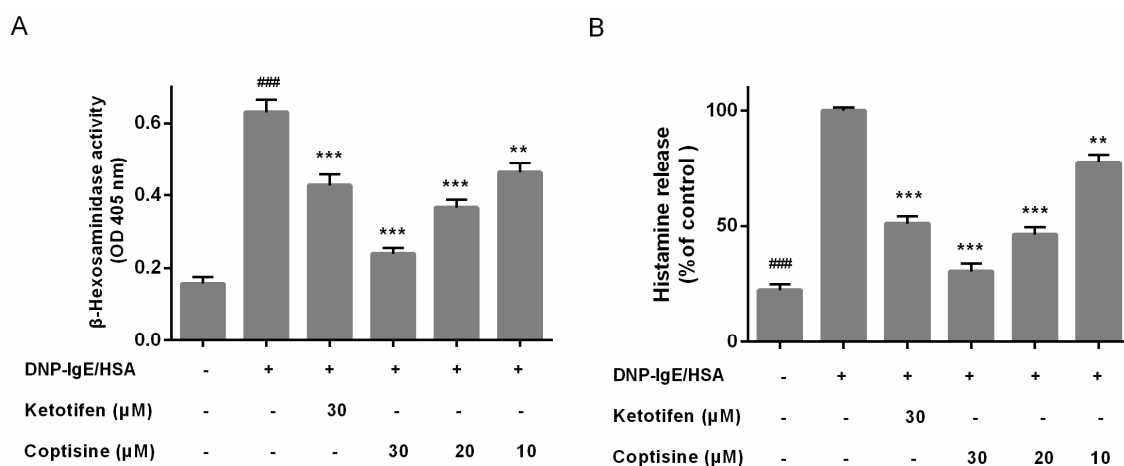 A
β-Hexosaminidase activity
(OD 405 nm)
0.6
0.4
0.2
0.0
###
***
***
***
**
DNP-IgE/HSA - + + + + +
Ketotifen (μM) - - 30 - - -
Coptisine (μM) - - - 30 20 10
B
Histamine release
(%of control )
100
50
0
###
***
***
***
**
DNP-IgE/HSA - + + + + +
Ketotifen (μM) - - 30 - - -
Coptisine (μM) - - - 30 20 10